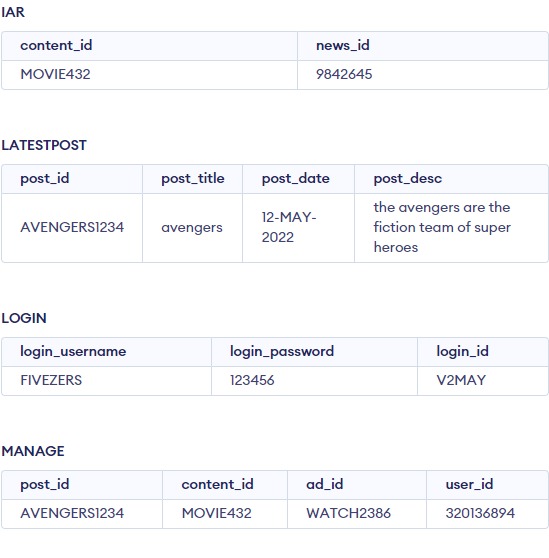 IAR
content_id news_id
MOVIE432 9842645
LATESTPOST
post_id post_title post_date post_desc
AVENGERS1234 avengers 12-MAY-2022 the avengers are the fiction team of super heroes
LOGIN
login_username login_password login_id
FIVEZERS 123456 V2MAY
MANAGE
post_id content_id ad_id user_id
AVENGERS1234 MOVIE432 WATCH2386 320136894